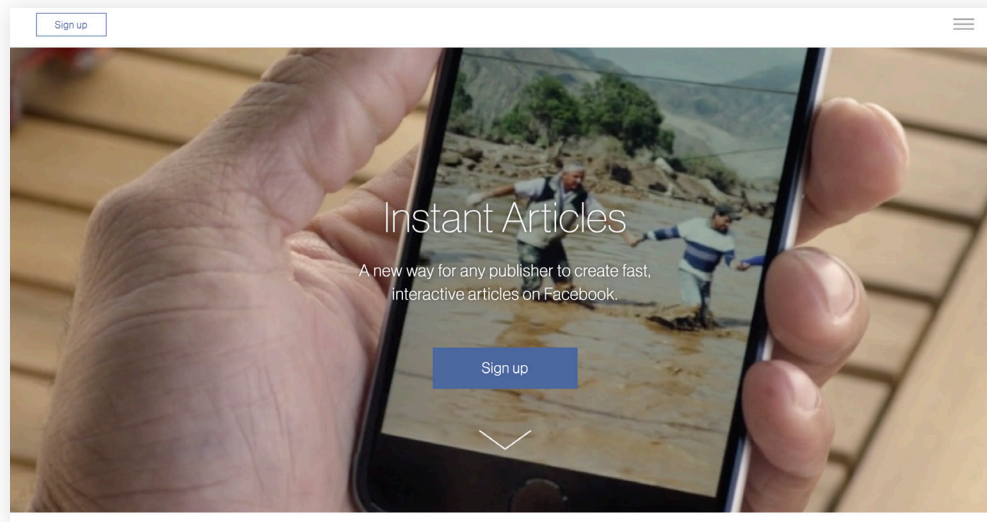 Sign up
Instant Articles
A new way for any publisher to create fast,
interactive articles on Facebook.
Sign up